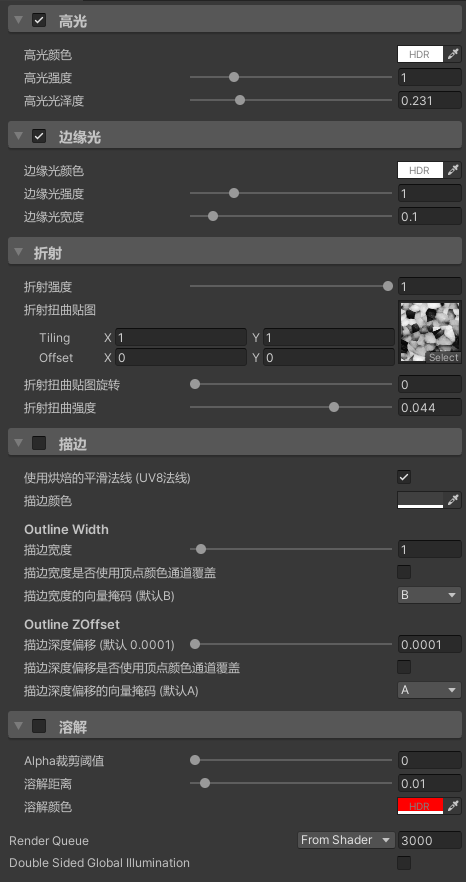 高光
高光颜色 HDR
高光强度 1
高光光泽度 0.231
边缘光
边缘光颜色 HDR
边缘光强度 1
边缘光宽度 0.1
折射
折射强度 1
折射扭曲贴图
Tiling X 1 Y 1
Offset X 0 Y 0 Select
折射扭曲贴图旋转 0
折射扭曲强度 0.044
描边
使用烘焙的平滑法线 (UV8法线)
描边颜色
Outline Width
描边宽度 1
描边宽度是否使用顶点颜色通道覆盖
描边宽度的向量掩码 (默认B) B
Outline ZOffset
描边深度偏移 (默认 0.0001) 0.0001
描边深度偏移是否使用顶点颜色通道覆盖
描边深度偏移的向量掩码 (默认A) A
溶解
Alpha裁剪阈值 0
溶解距离 0.01
溶解颜色 HDR
Render Queue From Shader 3000
Double Sided Global Illumination